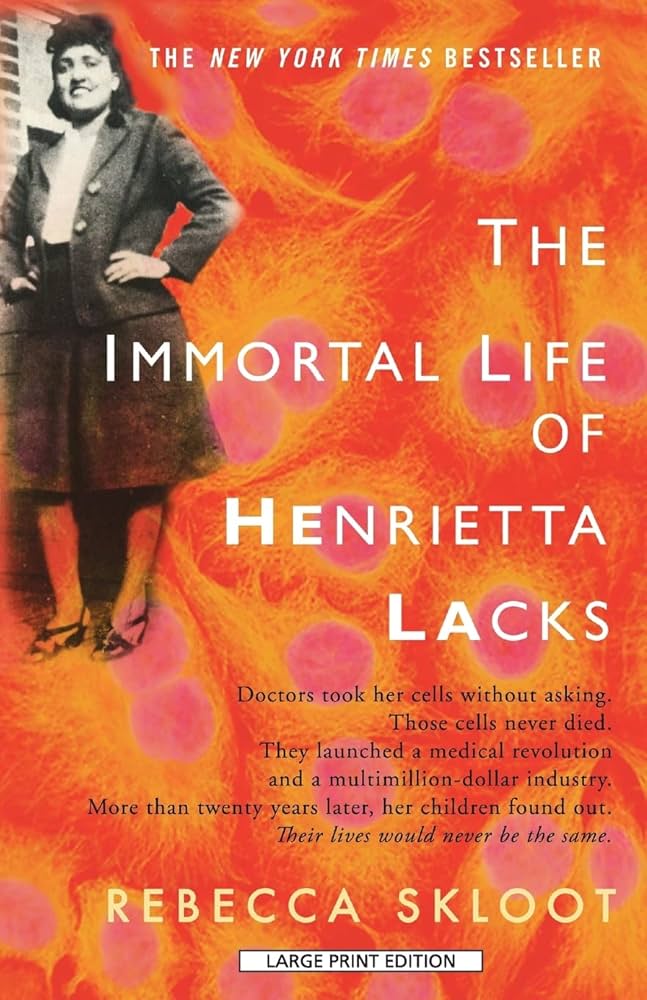 THE NEW YORK TIMES BESTSELLER
THE
IMMORTAL LIFE
OF
HENRIETTA
LACKS
Doctors took her cells without asking.
Those cells never died.
They launched a medical revolution
and a multimillion-dollar industry.
More than twenty years later, her children found out.
Their lives would never be the same.
REBECCA SKLOOT
LARGE PRINT EDITION